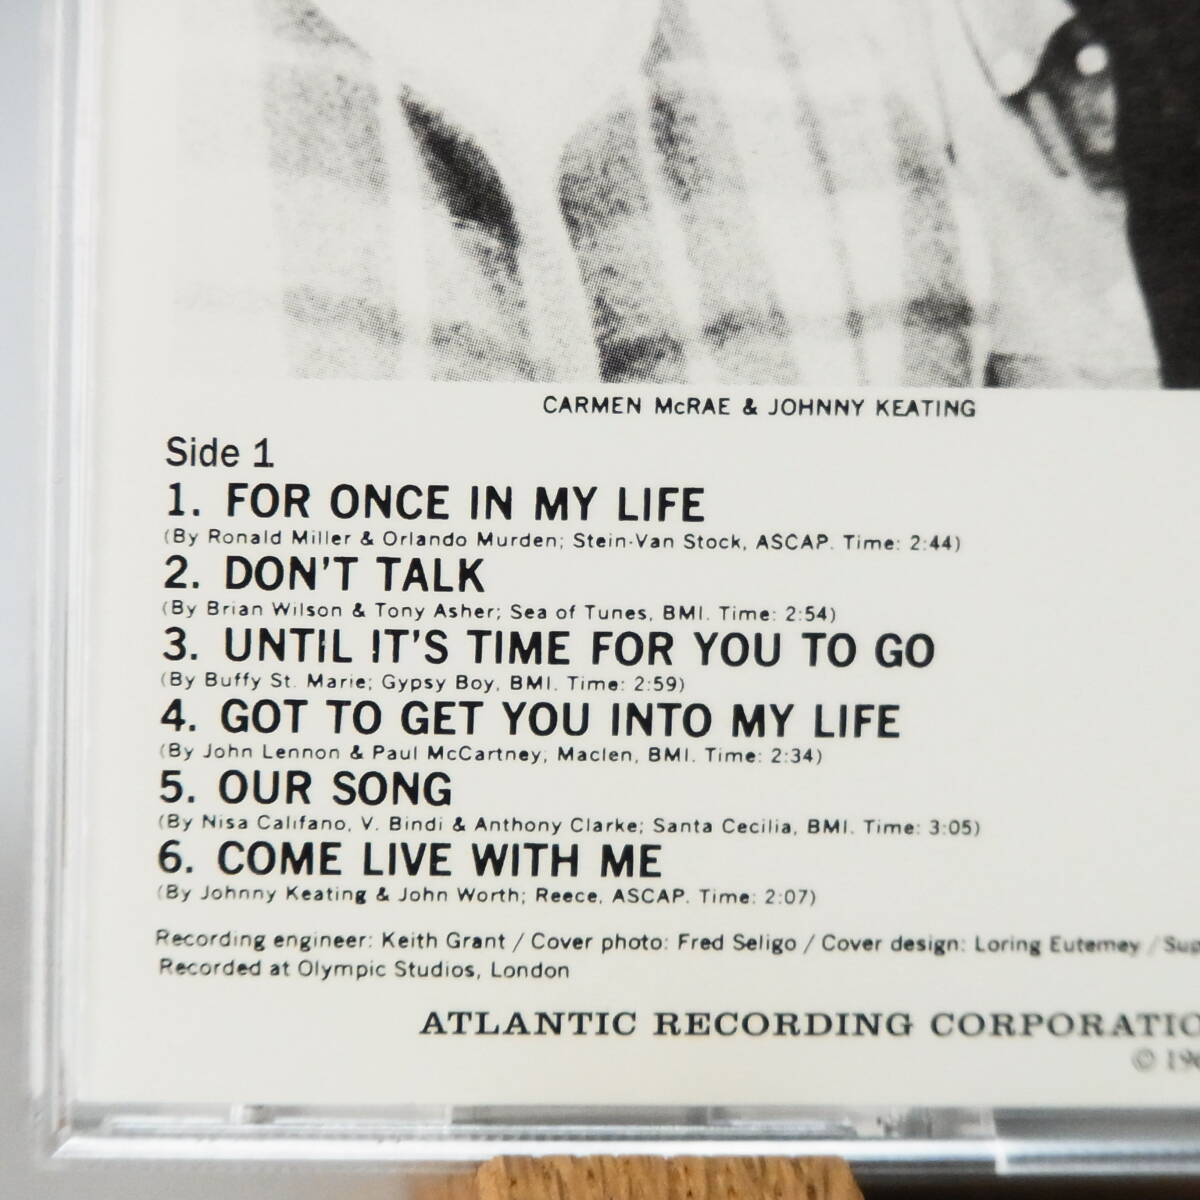 CARMEN McRAE & JOHNNY KEATING
Side 1
1. FOR ONCE IN MY LIFE
(By Ronald Miller & Orlando Murden; Stein-Van Stock, ASCAP. Time: 2:44)
2. DON'T TALK
(By Brian Wilson & Tony Asher; Sea of Tunes, BMI. Time: 2:54)
3. UNTIL IT'S TIME FOR YOU TO GO
(By Buffy St. Marie; Gypsy Boy, BMI. Time: 2:59)
4. GOT TO GET YOU INTO MY LIFE
(By John Lennon & Paul McCartney; Maclen, BMI. Time: 2:34)
5. OUR SONG
(By Nisa Califano, V. Bindi & Anthony Clarke; Santa Cecilia, BMI. Time: 3:05)
6. COME LIVE WITH ME
(By Johnny Keating & John Worth; Reece, ASCAP. Time: 2:07)
Recording engineer: Keith Grant / Cover photo: Fred Seligo / Cover design: Loring Eutemey /
Recorded at Olympic Studios, London
ATLANTIC RECORDING
©